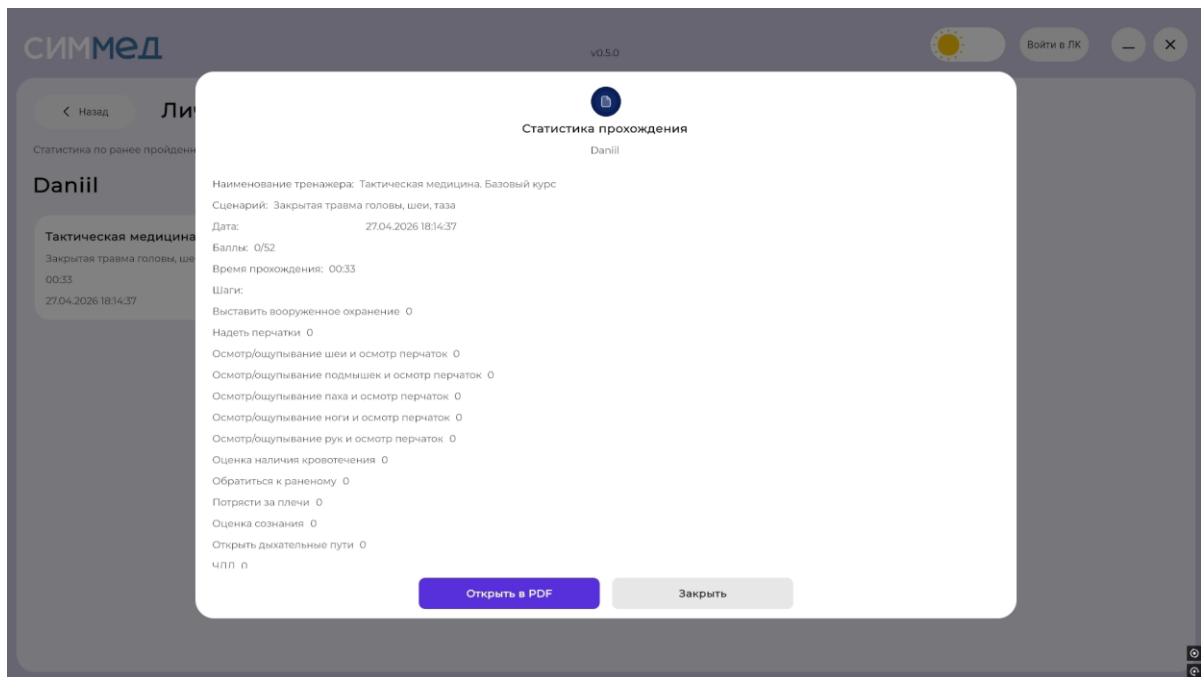 симмед
v0.5.0
Войти в ЛК
Назад
Ли
Статистика по ранее пройденн
Daniil
Тактическая медицина
Закрытая травма головы, ше
00:33
27.04.2026 18:14:37
Статистика прохождения
Daniil
Наименование тренажера: Тактическая медицина. Базовый курс
Сценарий: Закрытая травма головы, шеи, таза
Дата: 27.04.2026 18:14:37
Баллы: 0/52
Время прохождения: 00:33
Шаги:
Выставить вооруженное охранение 0
Надеть перчатки 0
Осмотр/ощупывание шеи и осмотр перчаток 0
Осмотр/ощупывание подмышек и осмотр перчаток 0
Осмотр/ощупывание паха и осмотр перчаток 0
Осмотр/ощупывание ноги и осмотр перчаток 0
Осмотр/ощупывание рук и осмотр перчаток 0
Оценка наличия кровотечения 0
Обратиться к раненому 0
Потрясти за плечи 0
Оценка сознания 0
Открыть дыхательные пути 0
Открыть в PDF
Закрыть